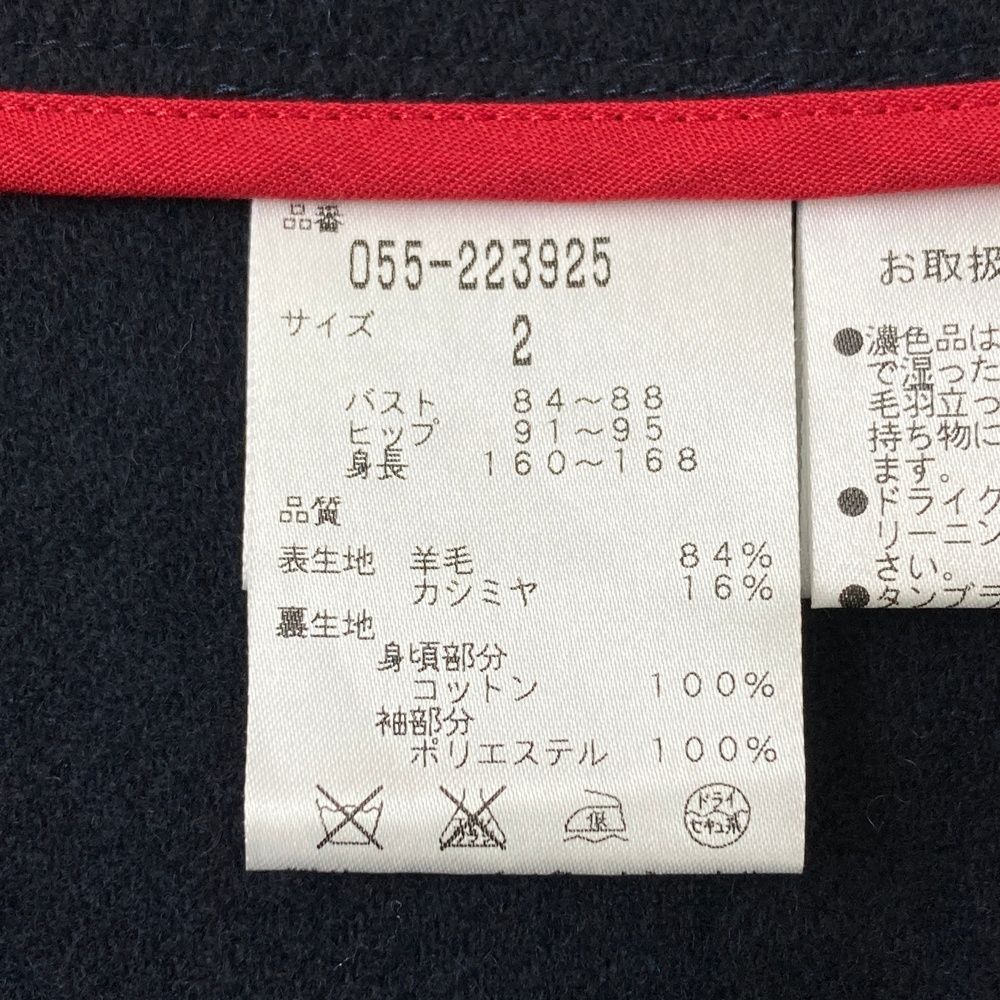 品番
055-223925
サイズ
2
バスト 84～88
ヒップ 91～95
身長 160～168
品質
表生地 羊毛 84%
カシミヤ 16%
裏生地
身頃部分
コットン 100%
袖部分
ポリエステル 100%
低
ドライ
セキユ系
お取扱
●濃色品は
で湿った
毛羽立っ
持ち物に
ます。
●ドライク
リーニン
さい。
●タンブラ